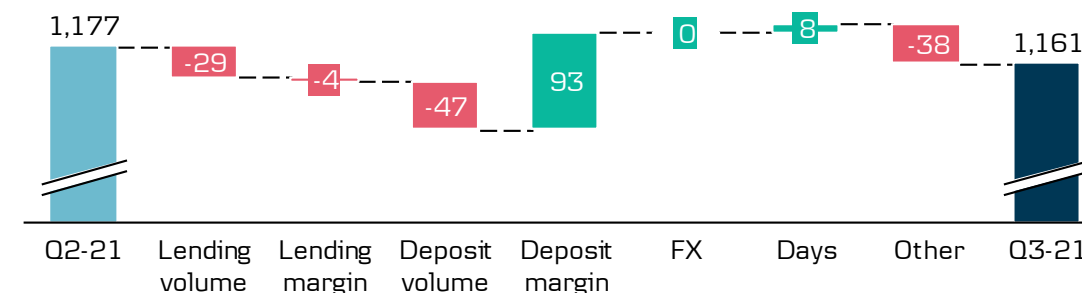 1,177
-29
-4
-47
93
0
8
-38
1,161
Q2-21
Lending
volume
Lending
margin
Deposit
volume
Deposit
margin
FX
Days
Other
Q3-21